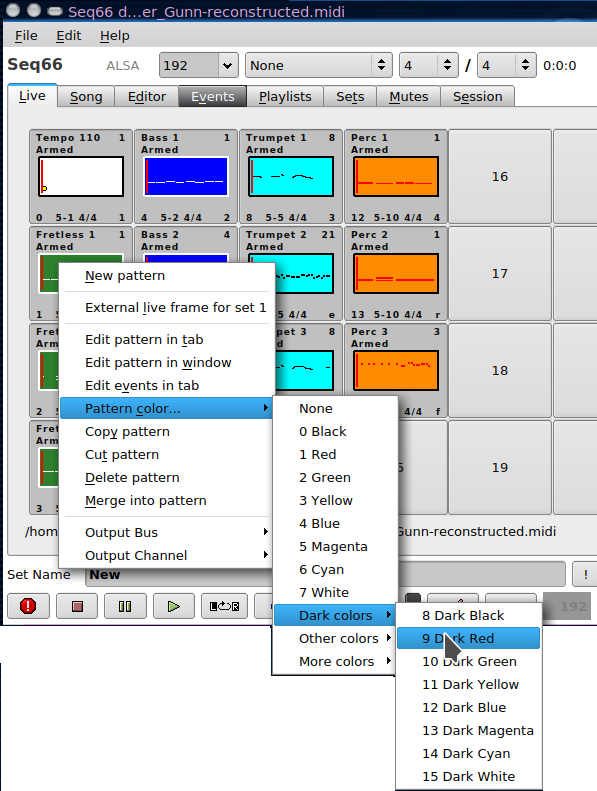 Seq66 d...er_Gunn-reconstructed.midi
File Edit Help
Seq66 ALSA 192 None 4 / 4 0:0:0
Live Song Editor Events Playlists Sets Mutes Session
Tempo 110 1 Bass 1 1 Trumpet 1 8 Perc 1 1
Armed Armed Armed Armed
16
0 5-1 4/4 1 4 5-2 4/4 2 8 5-5 4/4 3 12 5-10 4/4 4
Fretless 1 1 Bass 2 4 Trumpet 2 21 Perc 2 1
Armed Armed Armed
17
1 4/4 e 13 5-10 4/4 r
pet 3 8 Perc 3 3
Armed
18
2 4/4 f
19
3
New pattern
External live frame for set 1
Edit pattern in tab
Edit pattern in window
Edit events in tab
Pattern color...
Copy pattern
Cut pattern
Delete pattern
Merge into pattern
Output Bus
Output Channel
None
0 Black
1 Red
2 Green
3 Yellow
4 Blue
5 Magenta
6 Cyan
7 White
Dark colors
Other colors
More colors
8 Dark Black
9 Dark Red
10 Dark Green
11 Dark Yellow
12 Dark Blue
13 Dark Magenta
14 Dark Cyan
15 Dark White
/hom Gunn-reconstructed.midi
Set Name New !
L R 192